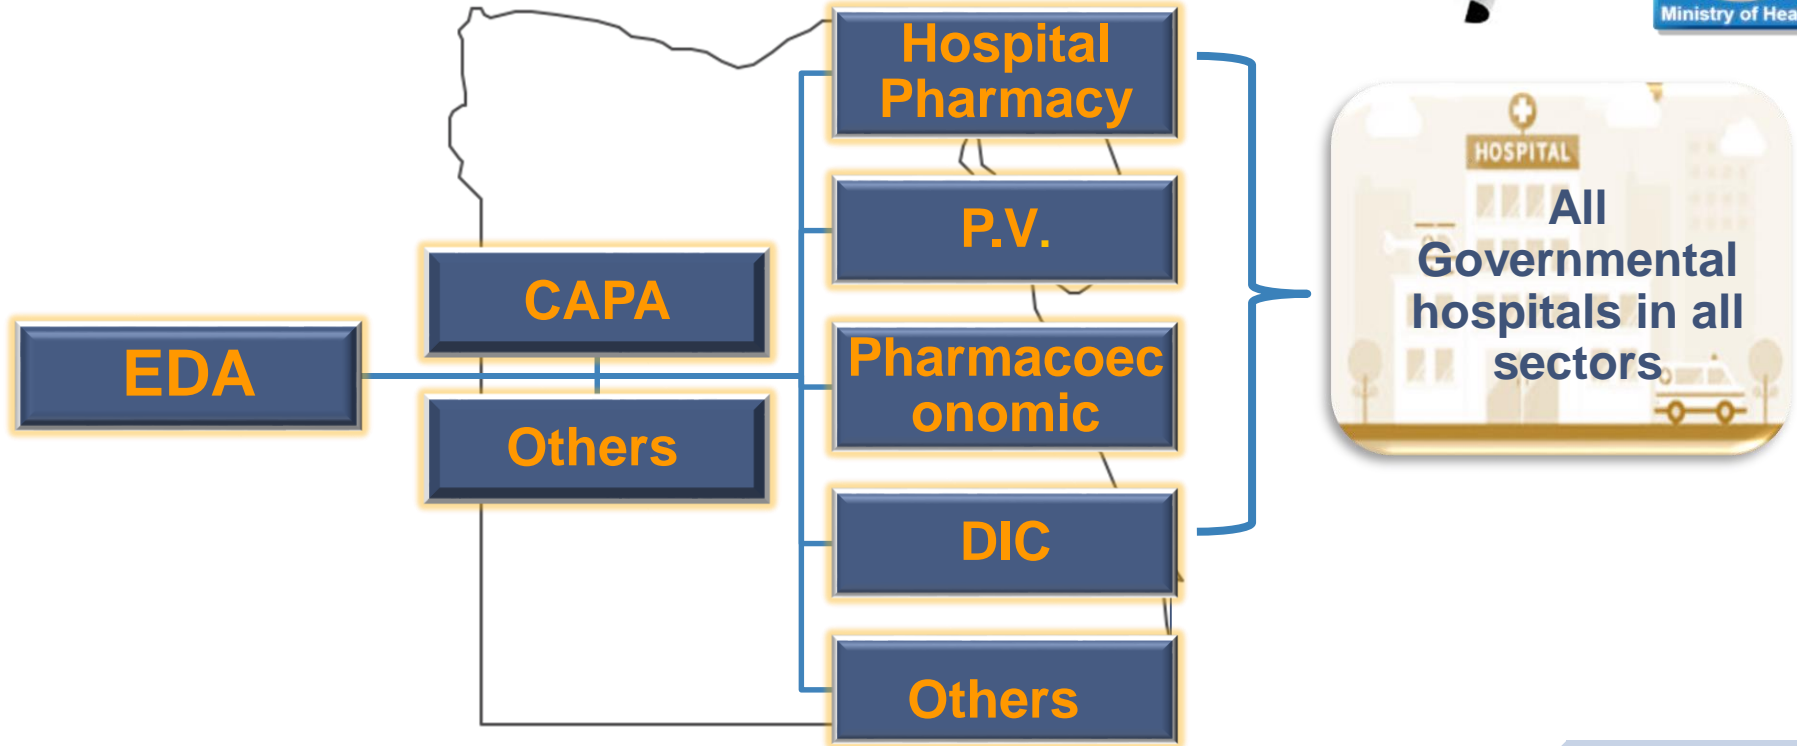 Ministry of Hea
Hospital
Pharmacy
P.V.
CAPA
EDA
Others
Pharmacoec
onomic
DIC
Others
HOSPITAL
All
Governmental
hospitals in all
sectors